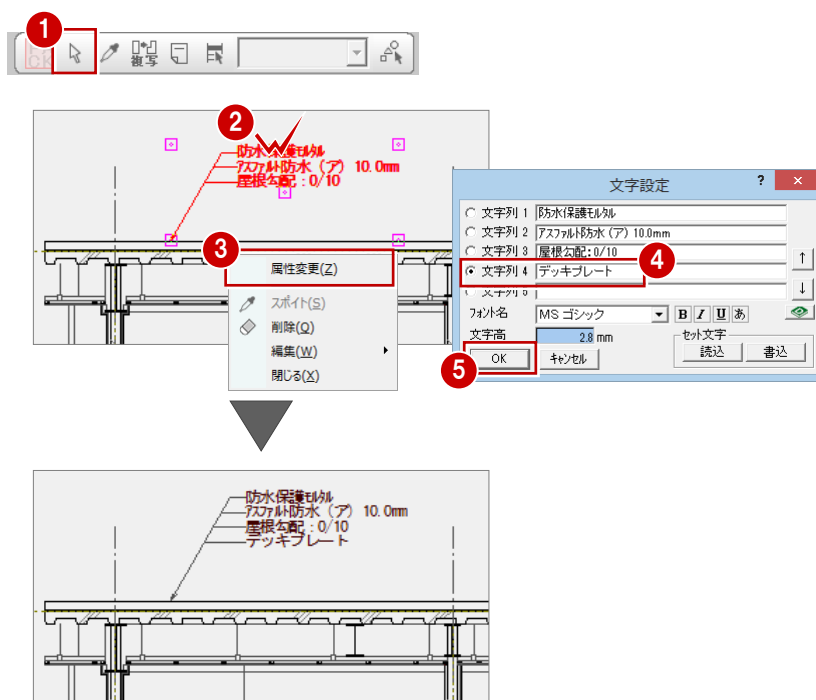 1
複写
2
防水保護ﾓﾙﾀﾙ
ｱｽﾌｧﾙﾄ防水（ア）10.0mm
屋根勾配：0/10
3
属性変更(Z)
スポイト(S)
削除(Q)
編集(W)
閉じる(X)
文字設定
?
×
文字列 1 防水保護ﾓﾙﾀﾙ
文字列 2 ｱｽﾌｧﾙﾄ防水（ア）10.0mm
文字列 3 屋根勾配：0/10
4
文字列 4 デッキプレート
文字列 5
↑
↓
ﾌｫﾝﾄ名 MS ゴシック B I U あ
文字高 2.8 mm
ｾｯﾄ文字
読込 書込
5
OK ｷｬﾝｾﾙ
防水保護ﾓﾙﾀﾙ
ｱｽﾌｧﾙﾄ防水（ア）10.0mm
屋根勾配：0/10
デッキプレート